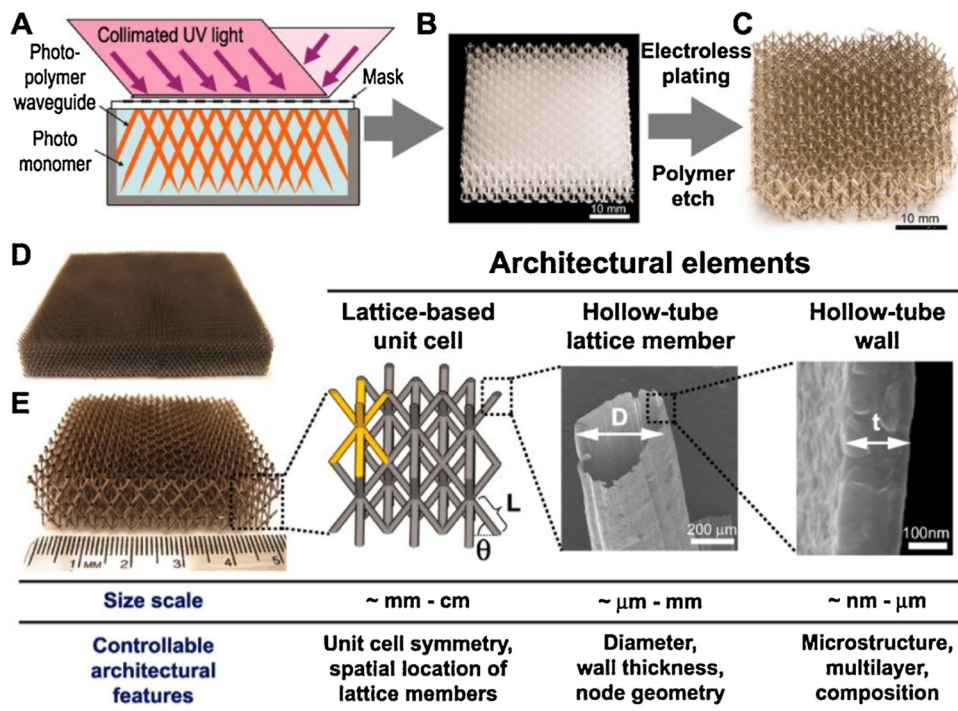 A
Collimated UV light
Photo-
polymer
waveguide
Photo
monomer
Mask
B
10 mm
Electroless
plating
Polymer
etch
C
10 mm
D
E
1 MM 2 3 4 5
Architectural elements
Lattice-based
unit cell
Hollow-tube
lattice member
Hollow-tube
wall
L
θ
D
200 μm
t
100nm
Size scale
~ mm - cm
~ μm - mm
~ nm - μm
Controllable
architectural
features
Unit cell symmetry,
spatial location of
lattice members
Diameter,
wall thickness,
node geometry
Microstructure,
multilayer,
composition